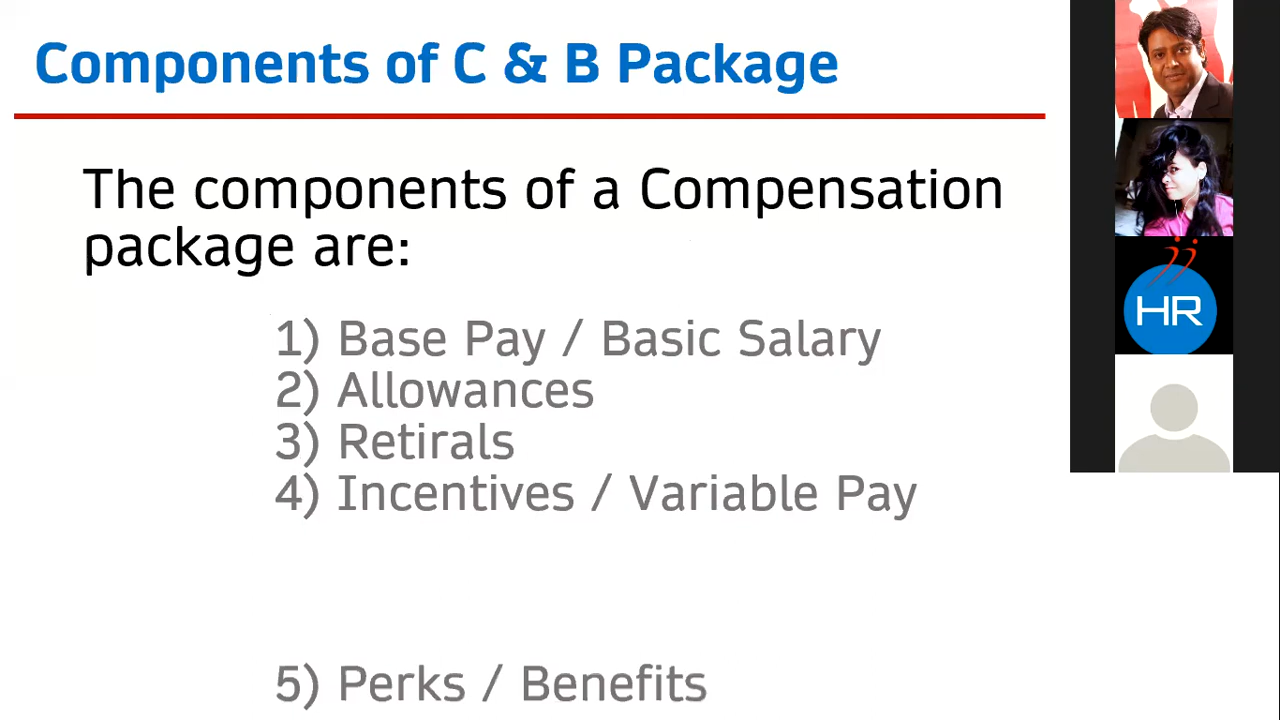 Components of C & B Package
The components of a Compensation
package are:
1) Base Pay / Basic Salary
2) Allowances
3) Retirals
4) Incentives / Variable Pay
5) Perks / Benefits
HR